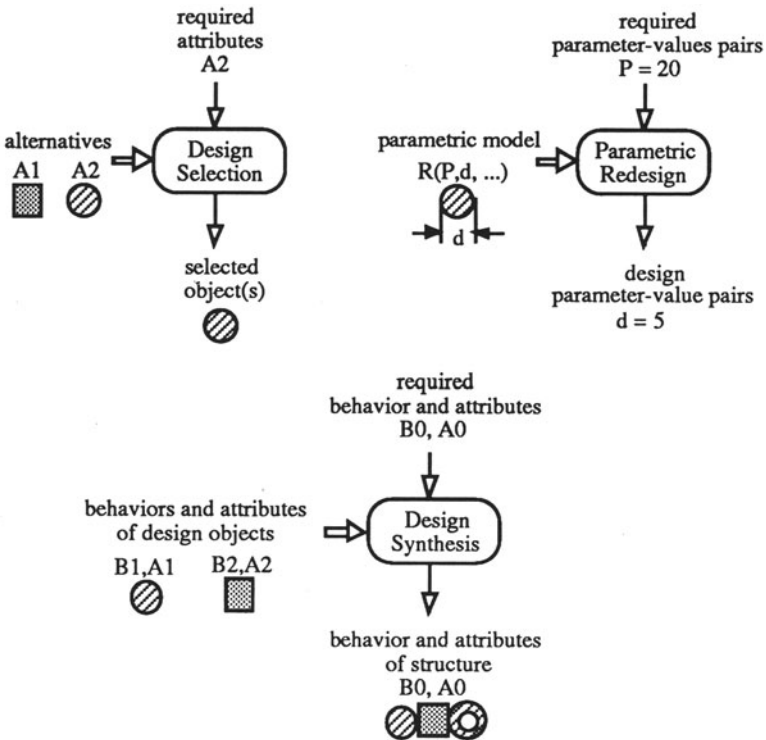 required
attributes
A2
alternatives
A1 A2
Design
Selection
selected
object(s)
required
parameter-values pairs
P = 20
parametric model
R(P,d, ...)
d
Parametric
Redesign
design
parameter-value pairs
d = 5
required
behavior and attributes
B0, A0
behaviors and attributes
of design objects
B1,A1 B2,A2
Design
Synthesis
behavior and attributes
of structure
B0, A0